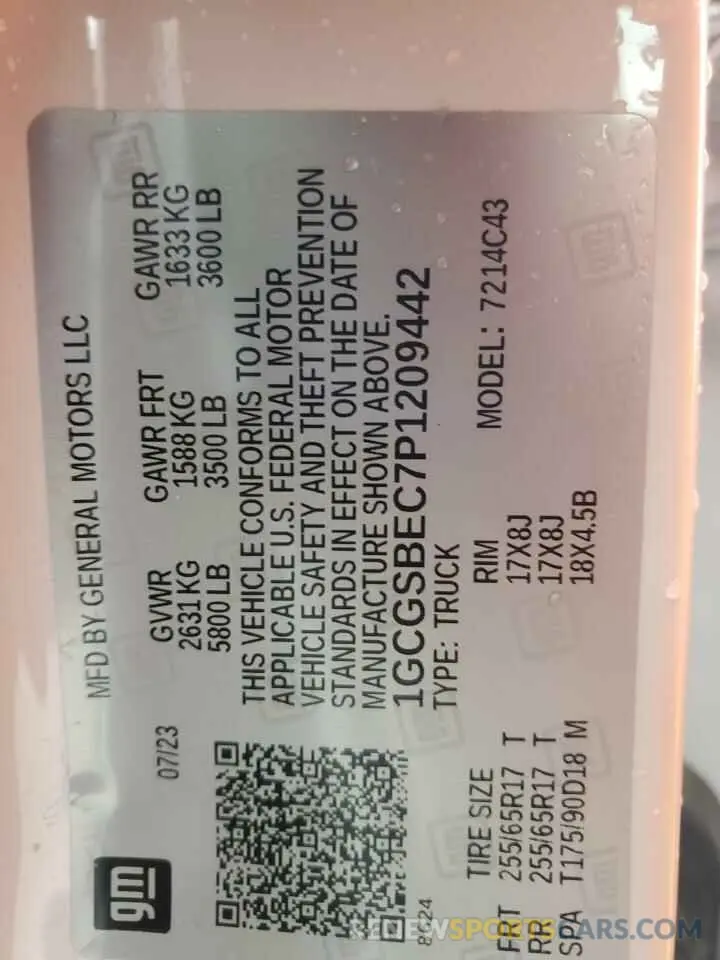 gm
MFD BY GENERAL MOTORS LLC
07/23
GVWR GAWR FRT GAWR RR
2631 KG 1588 KG 1633 KG
5800 LB 3500 LB 3600 LB
THIS VEHICLE CONFORMS TO ALL
APPLICABLE U.S. FEDERAL MOTOR
VEHICLE SAFETY AND THEFT PREVENTION
STANDARDS IN EFFECT ON THE DATE OF
MANUFACTURE SHOWN ABOVE.
1GCGSBEC7P1209442
TYPE: TRUCK
MODEL: 7214C43
TIRE SIZE RIM
FRT 255/65R17 T 17X8J
RR 255/65R17 T 17X8J
SPA T175/90D18 M 18X4.5B
REVIEWSPORTSCARS.COM